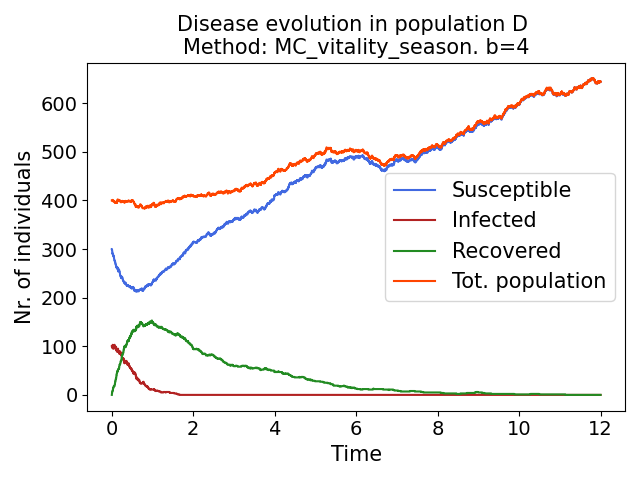 Disease evolution in population D
Method: MC_vitality_season. b=4
Nr. of individuals
600
500
400
300
200
100
0
Susceptible
Infected
Recovered
Tot. population
0 2 4 6 8 10 12
Time